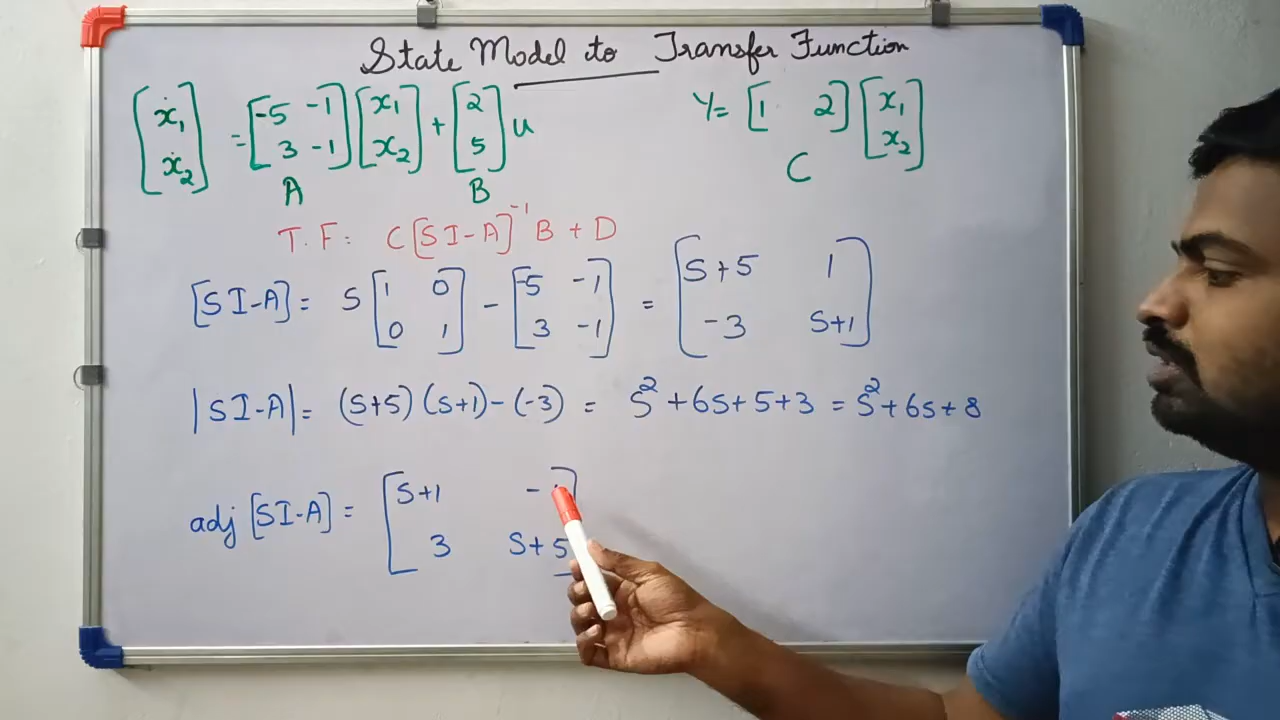 State Model to Transfer Function
[ẋ1 ẋ2] = [-5 -1 3 -1] [x1 x2] + [2 5] u
Y = [1 2] [x1 x2]
A B C
T.F = C[SI-A]^-1 B + D
[SI-A] = S [1 0 0 1] - [-5 -1 3 -1] = [S+5 1 -3 S+1]
|SI-A| = (S+5)(S+1)-(-3) = S^2+6S+5+3 = S^2+6S+8
adj [SI-A] = [S+1 - 3 S+5]